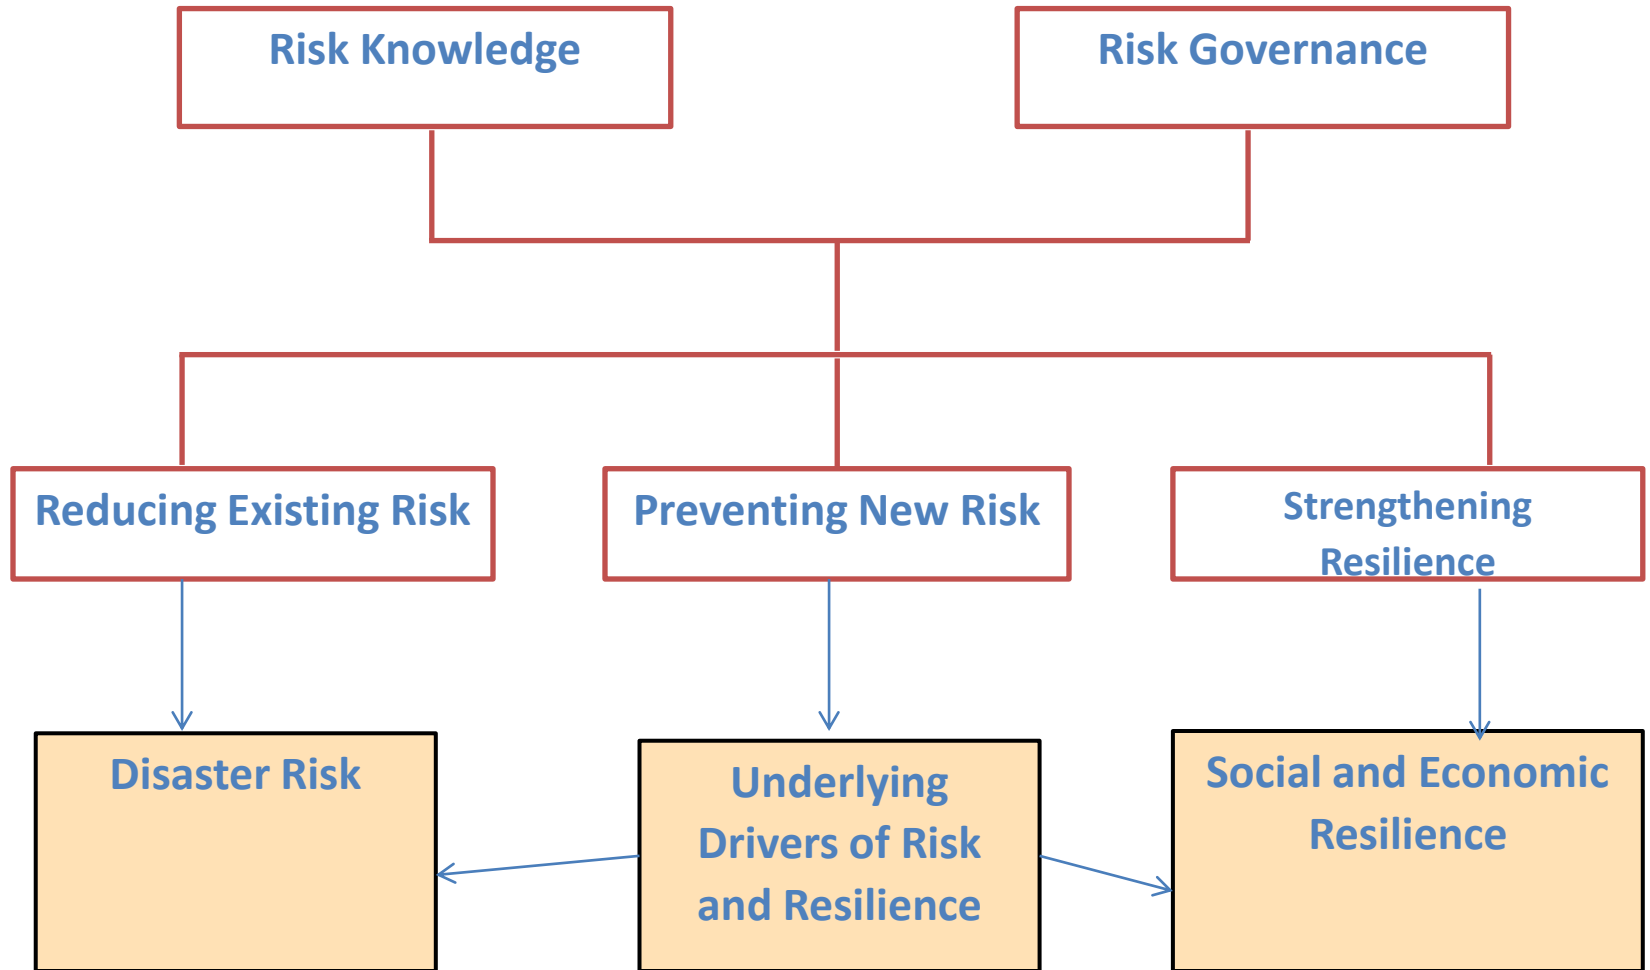 Risk Knowledge
Risk Governance
Reducing Existing Risk
Preventing New Risk
Strengthening
Resilience
Disaster Risk
Underlying
Drivers of Risk
and Resilience
Social and Economic
Resilience